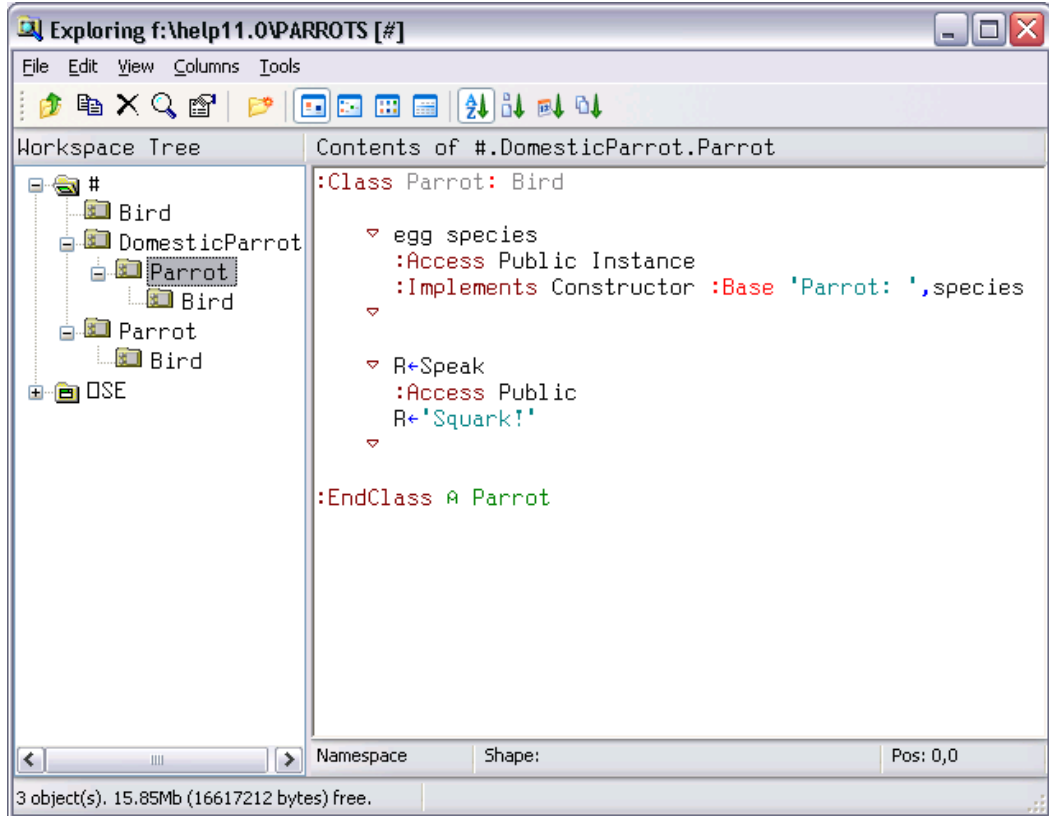 Exploring f:\help11.0\PARROTS [#]
File Edit View Columns Tools
Workspace Tree
Contents of #.DomesticParrot.Parrot
#
Bird
DomesticParrot
Parrot
Bird
Parrot
Bird
⎕SE
:Class Parrot: Bird
∇ egg species
:Access Public Instance
:Implements Constructor :Base 'Parrot: ',species
∇
∇ R←Speak
:Access Public
R←'Squark!'
∇
:EndClass ⍝ Parrot
Namespace Shape: Pos: 0,0
3 object(s). 15.85Mb (16617212 bytes) free.